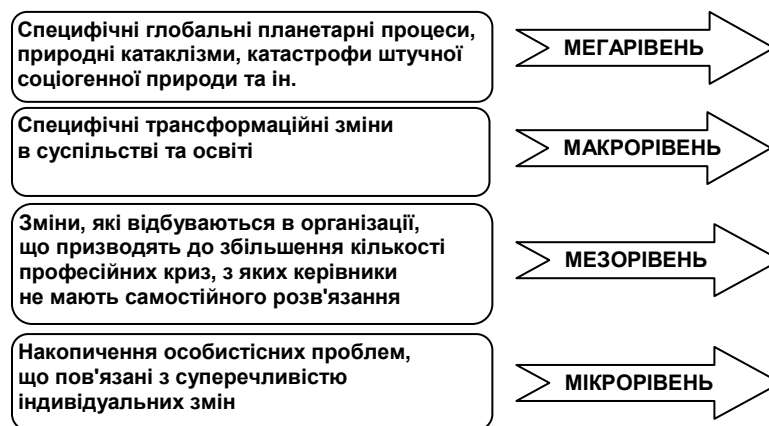 Специфічні глобальні планетарні процеси,
природні катаклізми, катастрофи штучної
соціогенної природи та ін.
МЕГАРІВЕНЬ
Специфічні трансформаційні зміни
в суспільстві та освіті
МАКРОРІВЕНЬ
Зміни, які відбуваються в організації,
що призводять до збільшення кількості
професійних криз, з яких керівники
не мають самостійного розв'язання
МЕЗОРІВЕНЬ
Накопичення особистісних проблем,
що пов'язані з суперечливістю
індивідуальних змін
МІКРОРІВЕНЬ